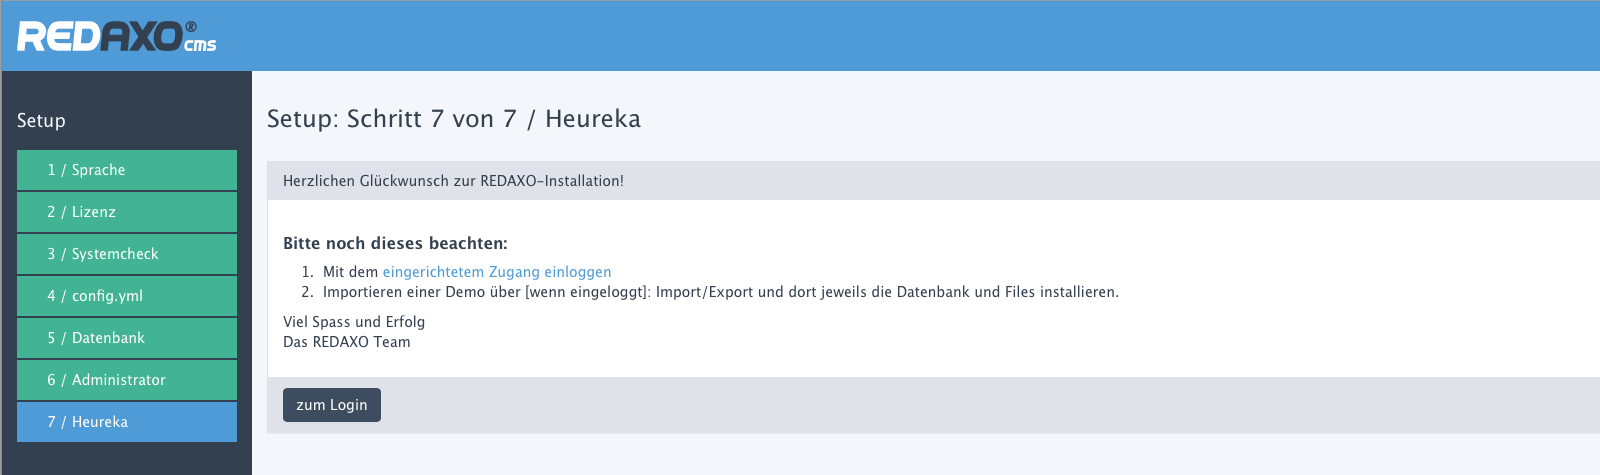 REDAXO® cms
Setup
1 / Sprache
2 / Lizenz
3 / Systemcheck
4 / config.yml
5 / Datenbank
6 / Administrator
7 / Heureka
Setup: Schritt 7 von 7 / Heureka
Herzlichen Glückwunsch zur REDAXO-Installation!
Bitte noch dieses beachten:
1. Mit dem eingerichtetem Zugang einloggen
2. Importieren einer Demo über [wenn eingeloggt]: Import/Export und dort jeweils die Datenbank und Files installieren.
Viel Spass und Erfolg
Das REDAXO Team
zum Login